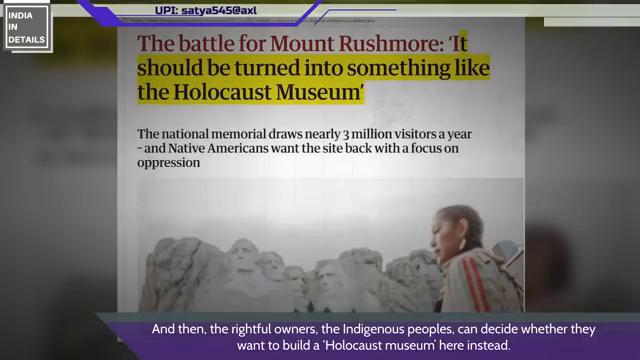 UPI: satya545@axl
INDIA
IN
DETAILS
The battle for Mount Rushmore: ‘It
should be turned into something like
the Holocaust Museum’
The national memorial draws nearly 3 million visitors a year
– and Native Americans want the site back with a focus on
oppression
And then, the rightful owners, the Indigenous peoples, can decide whether they
want to build a ‘Holocaust museum’ here instead.